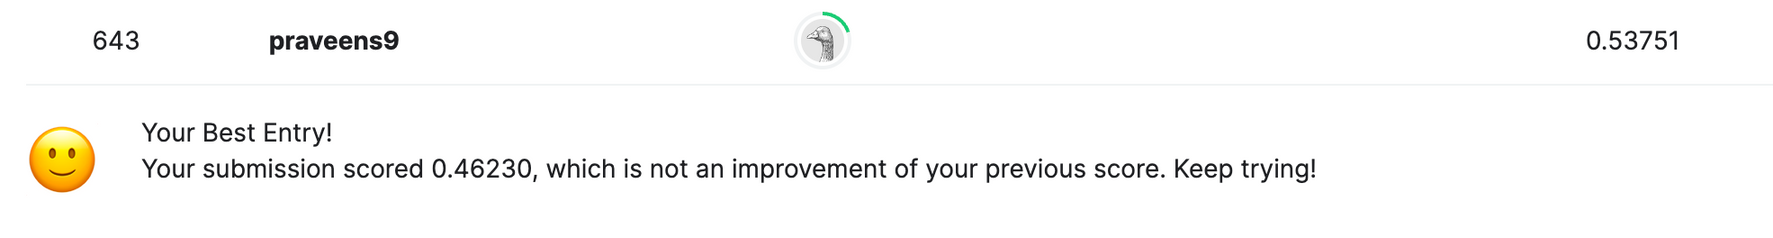 643 praveens9 0.53751
Your Best Entry!
Your submission scored 0.46230, which is not an improvement of your previous score. Keep trying!